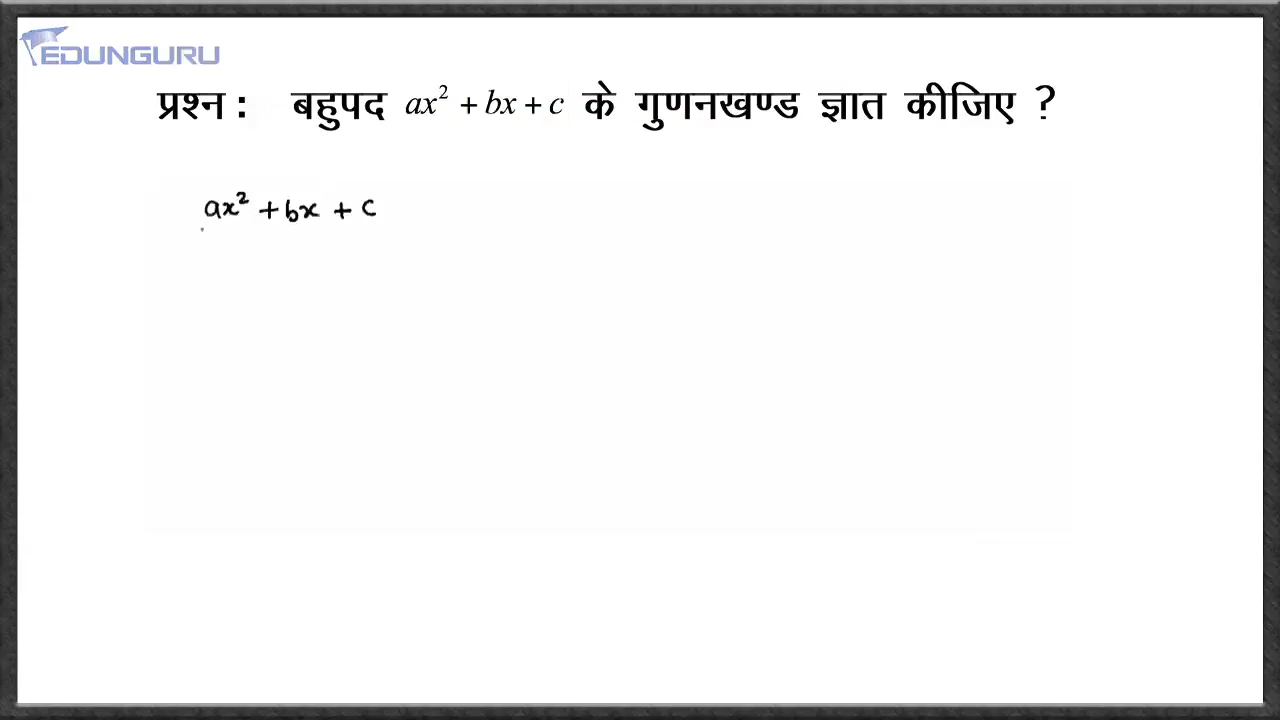 EDUNGURU
प्रश्न : बहुपद ax² + bx + c के गुणनखण्ड ज्ञात कीजिए ?
ax² + bx + c